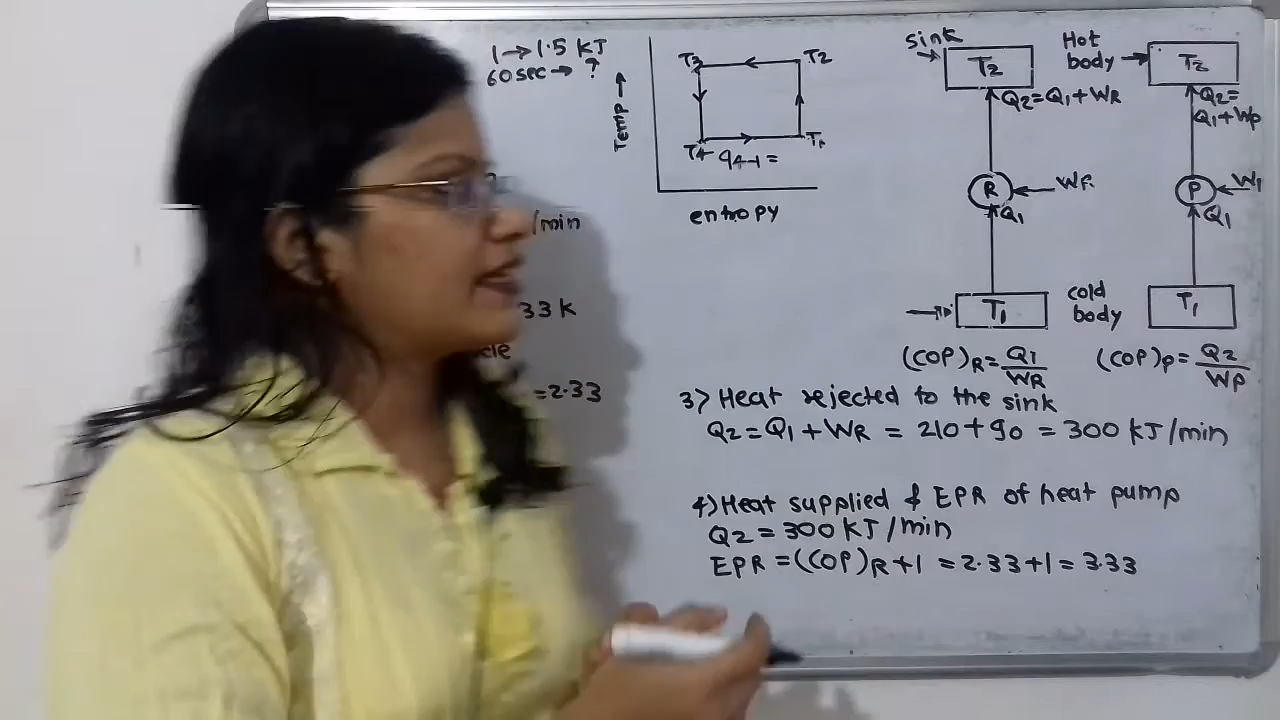 1→1.5 KJ
60sec→ ?
/min
33 K
cle
=2.33
Temp →
T3
T2
T4
T1
q4-1 =
entropy
sink
T2
Q2=Q1+WR
R
WR
Q1
T1
cold
body
(COP)R=Q1/WR
Hot
body
T2
Q2=
Q1+WP
P
Q1
T1
(COP)P=Q2/WP
3) Heat rejected to the sink
Q2=Q1+WR = 210+90 = 300 KJ/min
4) Heat supplied & EPR of heat pump
Q2=300 KJ/min
EPR =(COP)R+1 =2.33+1= 3.33